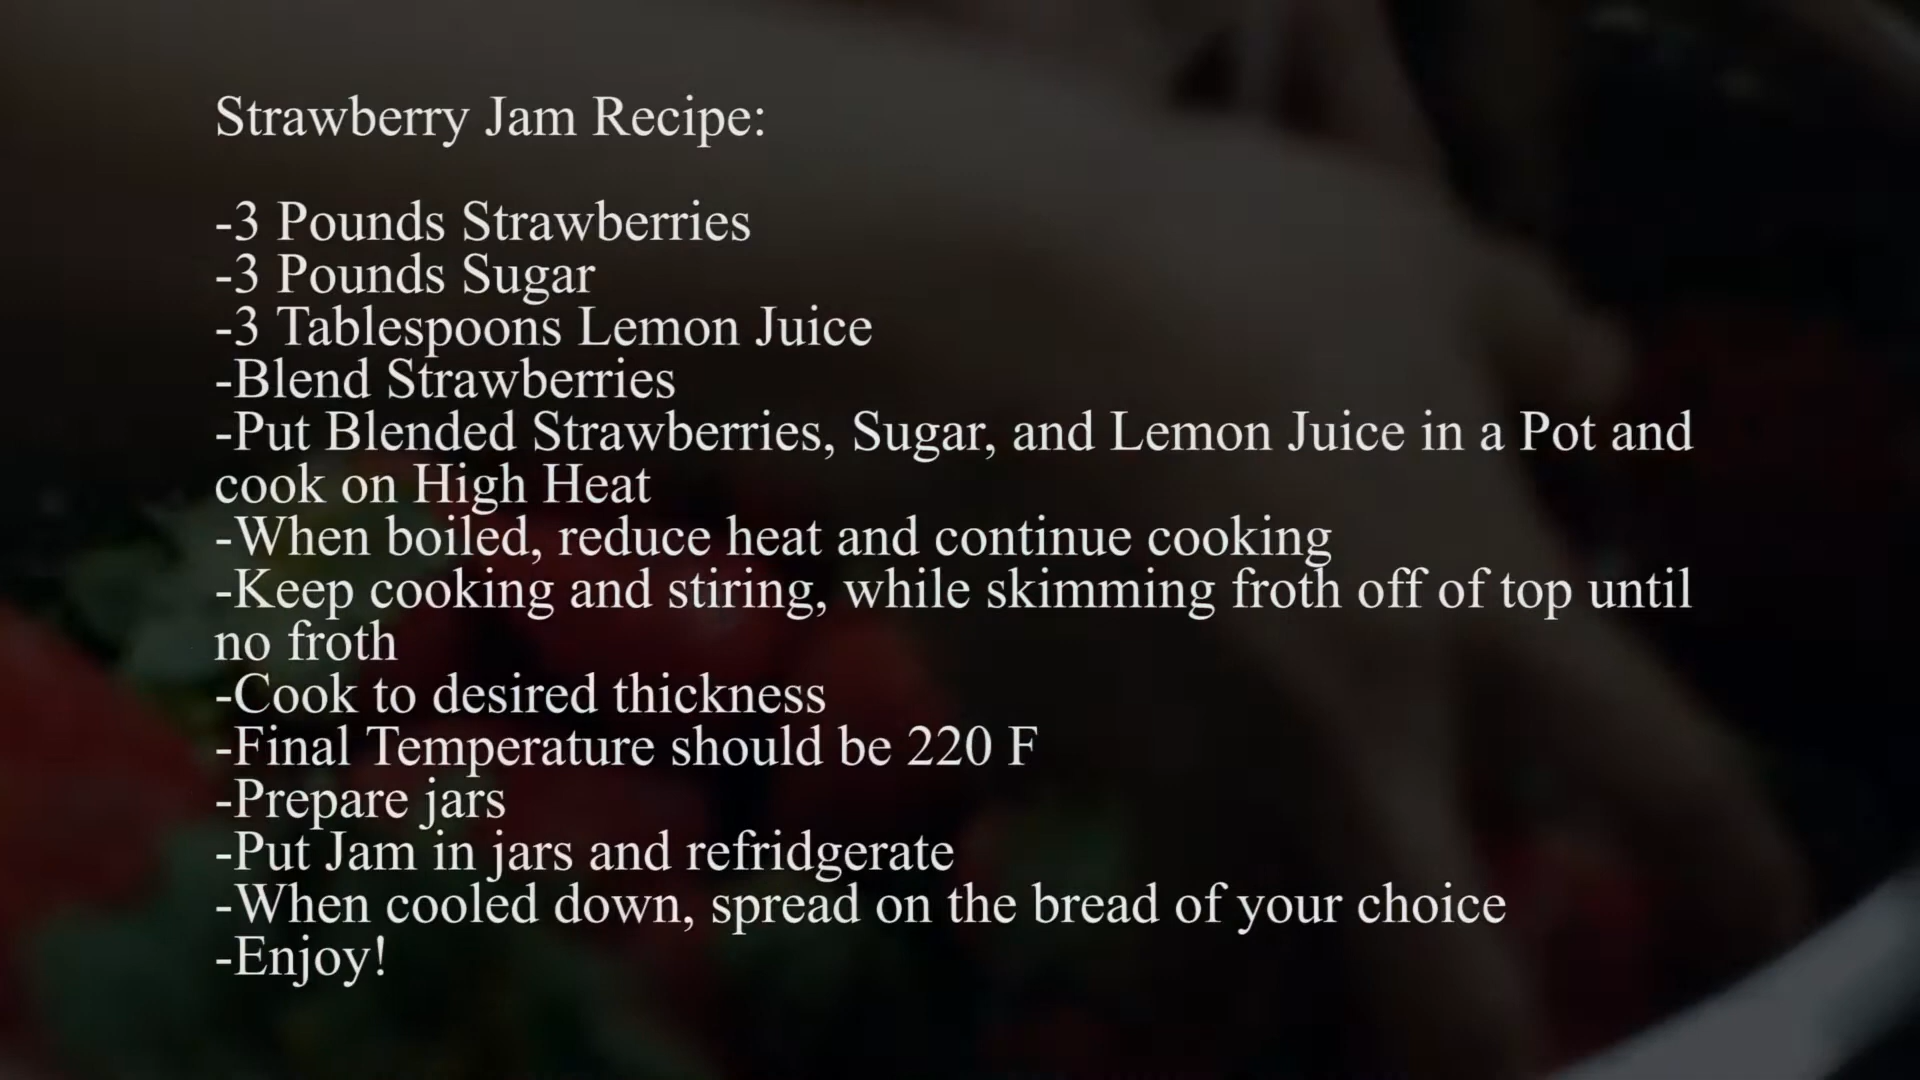 Strawberry Jam Recipe:
-3 Pounds Strawberries
-3 Pounds Sugar
-3 Tablespoons Lemon Juice
-Blend Strawberries
-Put Blended Strawberries, Sugar, and Lemon Juice in a Pot and
cook on High Heat
-When boiled, reduce heat and continue cooking
-Keep cooking and stiring, while skimming froth off of top until
no froth
-Cook to desired thickness
-Final Temperature should be 220 F
-Prepare jars
-Put Jam in jars and refridgerate
-When cooled down, spread on the bread of your choice
-Enjoy!